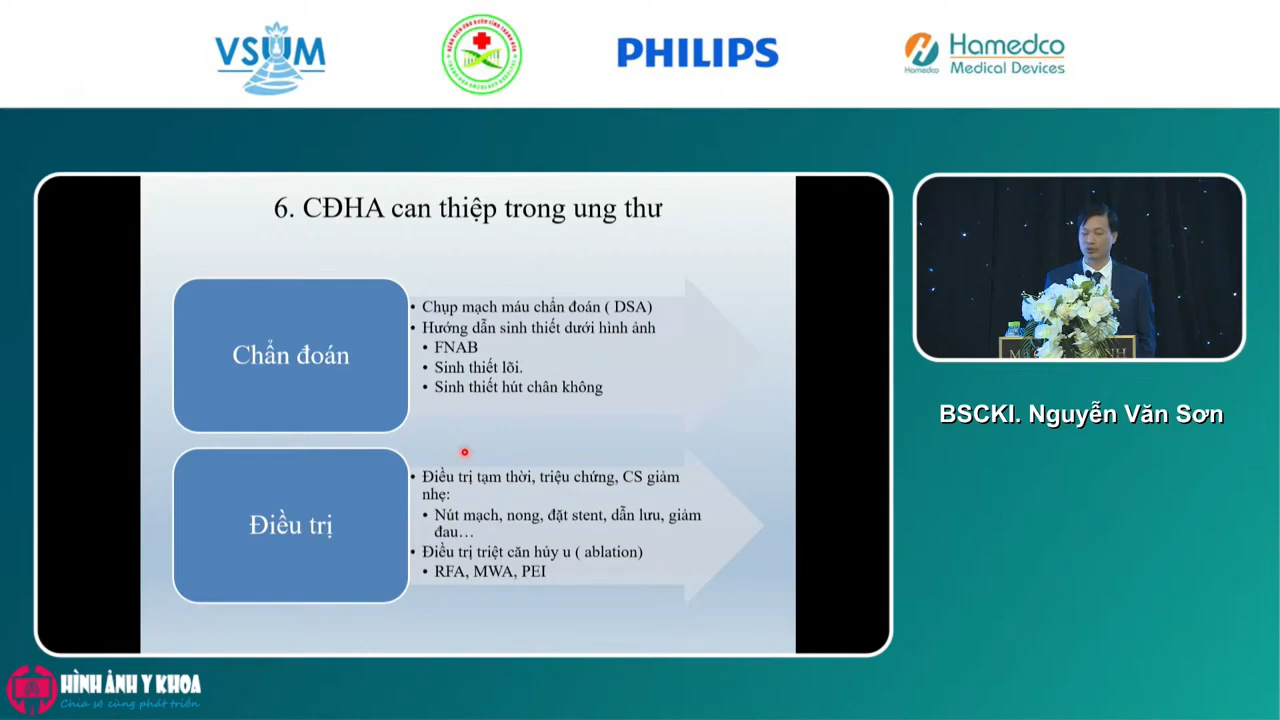 VSUM
PHILIPS
Hamedco
Hamedco
Medical Devices
6. CĐHA can thiệp trong ung thư
Chẩn đoán
• Chụp mạch máu chẩn đoán ( DSA)
• Hướng dẫn sinh thiết dưới hình ảnh
• FNAB
• Sinh thiết lõi.
• Sinh thiết hút chân không
Điều trị
• Điều trị tạm thời, triệu chứng, CS giảm
nhẹ:
• Nút mạch, nong, đặt stent, dẫn lưu, giảm
đau…
• Điều trị triệt căn hủy u ( ablation)
• RFA, MWA, PEI
BSCKI. Nguyễn Văn Sơn
HÌNH ẢNH Y KHOA
Chia sẻ cùng phát triển